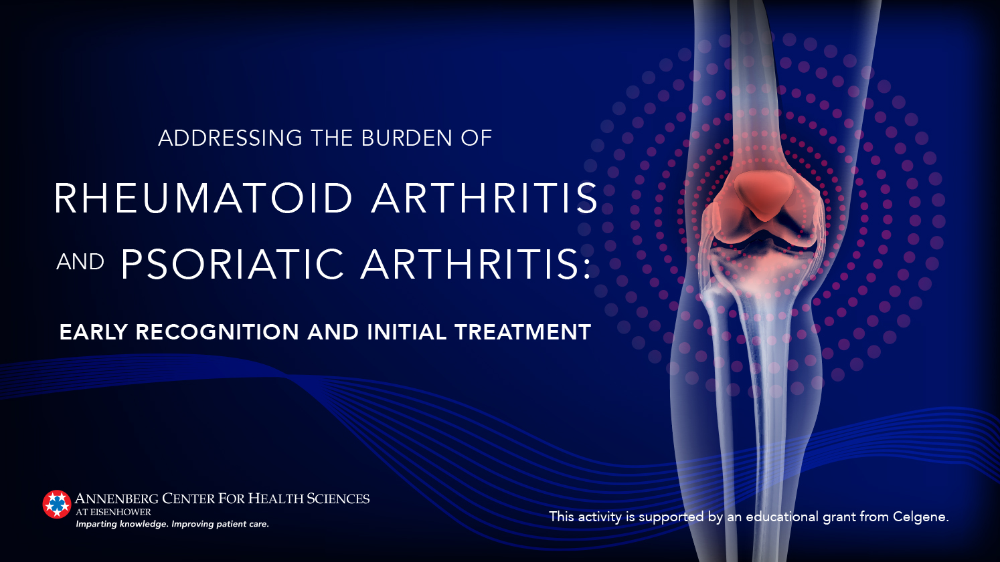 ADDRESSING THE BURDEN OF
RHEUMATOID ARTHRITIS
AND PSORIATIC ARTHRITIS:
EARLY RECOGNITION AND INITIAL TREATMENT
ANNENBERG CENTER FOR HEALTH SCIENCES
AT EISENHOWER
Imparting knowledge. Improving patient care.
This activity is supported by an educational grant from Celgene.